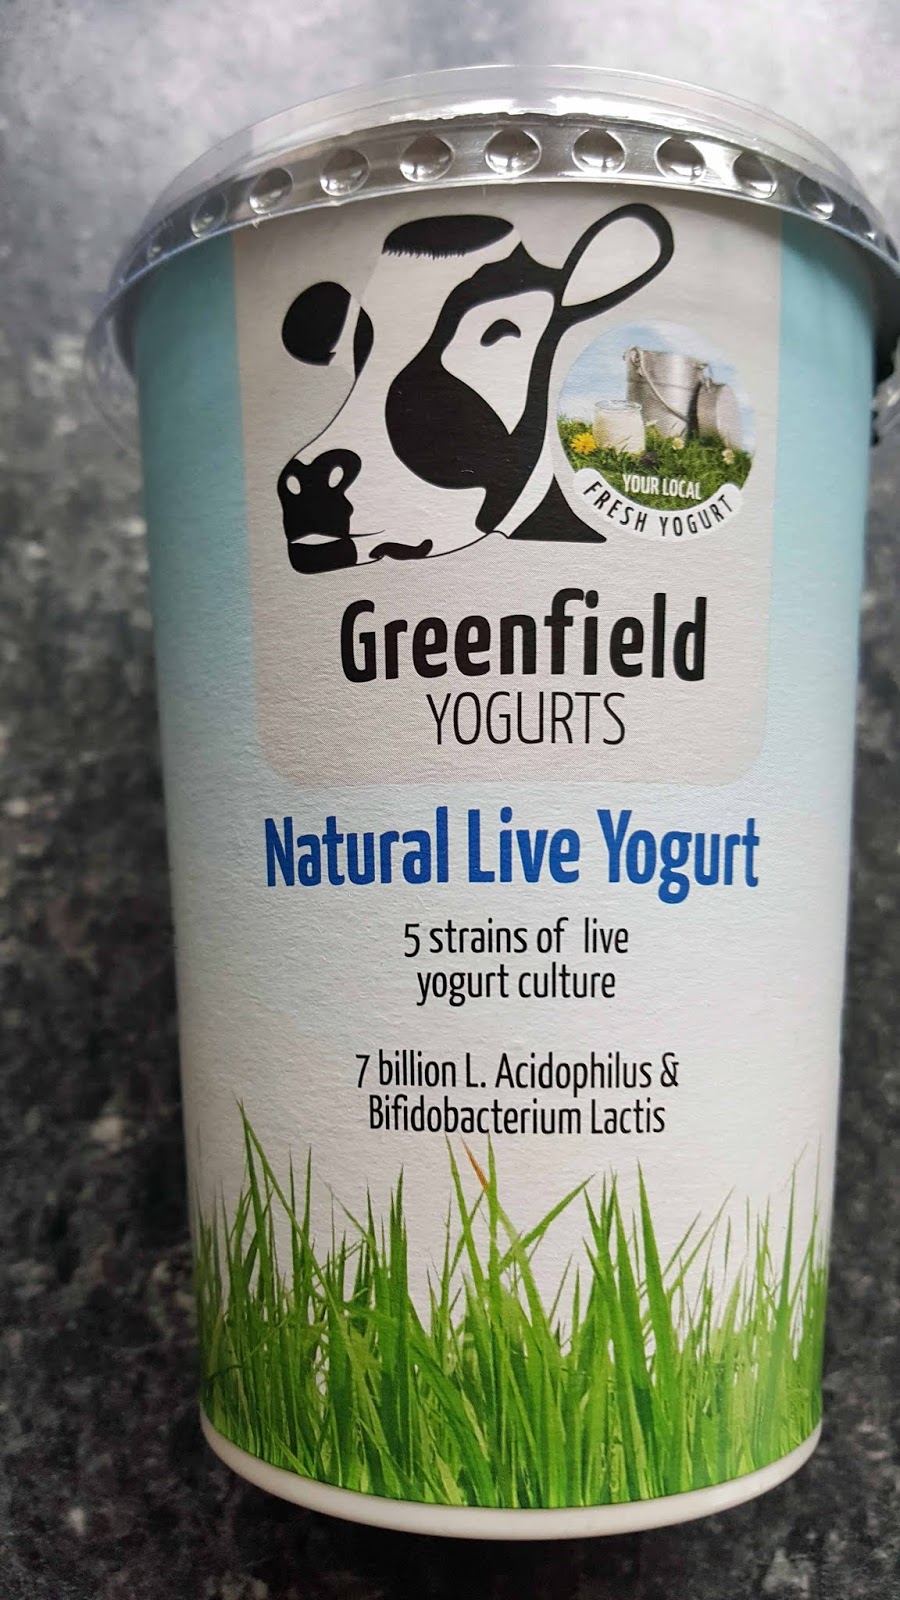 YOUR LOCAL
FRESH YOGURT
Greenfield
YOGURTS
Natural Live Yogurt
5 strains of live
yogurt culture
7 billion L. Acidophilus &
Bifidobacterium Lactis